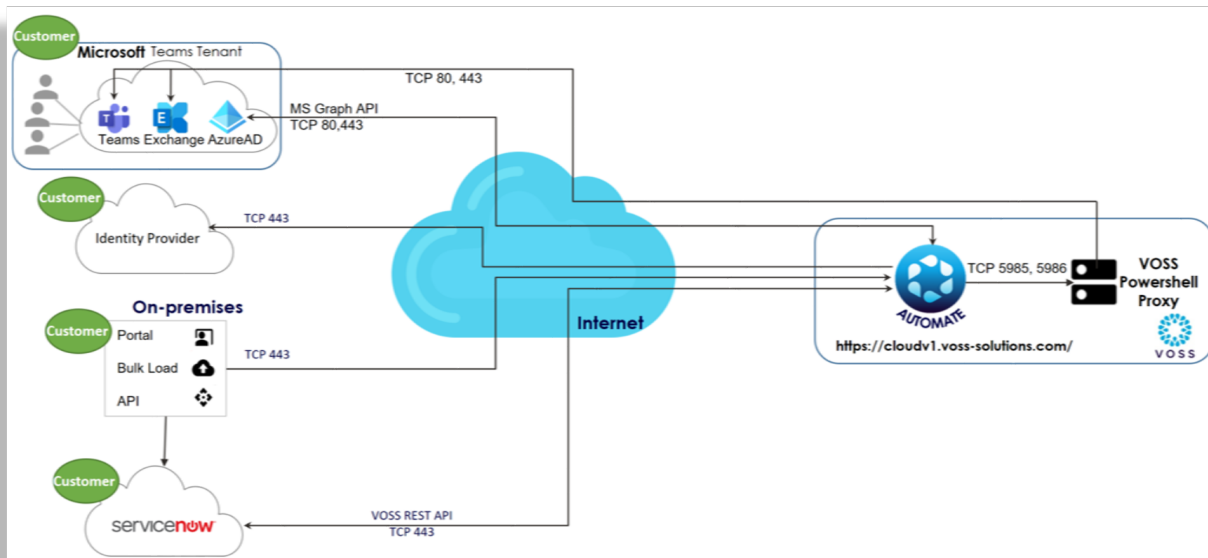 Customer
Microsoft Teams Tenant
TCP 80, 443
MS Graph API
TCP 80,443
Teams Exchange AzureAD
Customer
TCP 443
Identity Provider
TCP 5985, 5986
VOSS
Powershell
Proxy
On-premises
Internet
AUTOMATE
https://cloudv1.voss-solutions.com/
VOSS
Customer
Portal
Bulk Load
TCP 443
API
Customer
servicenow
VOSS REST API
TCP 443